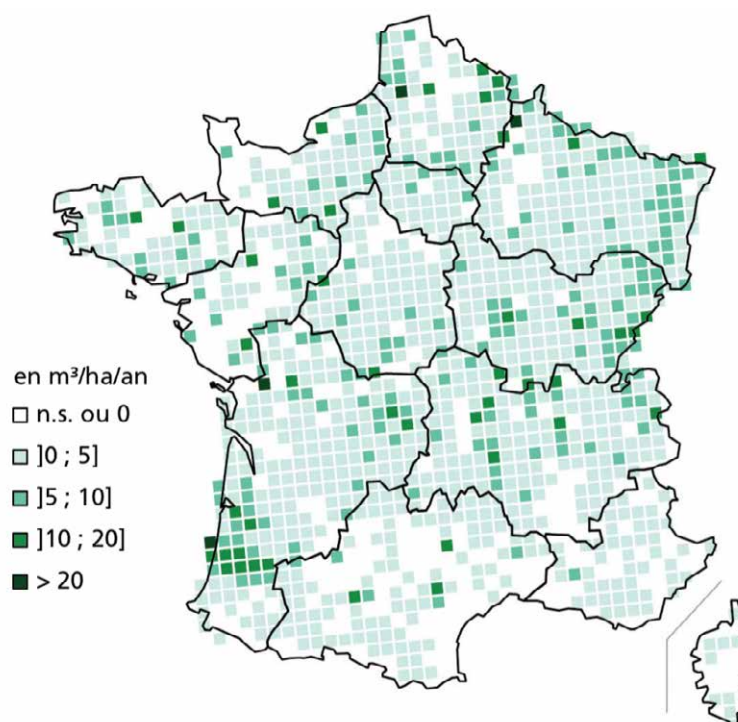 en m³/ha/an
n.s. ou 0
]0 ; 5]
]5 ; 10]
]10 ; 20]
> 20